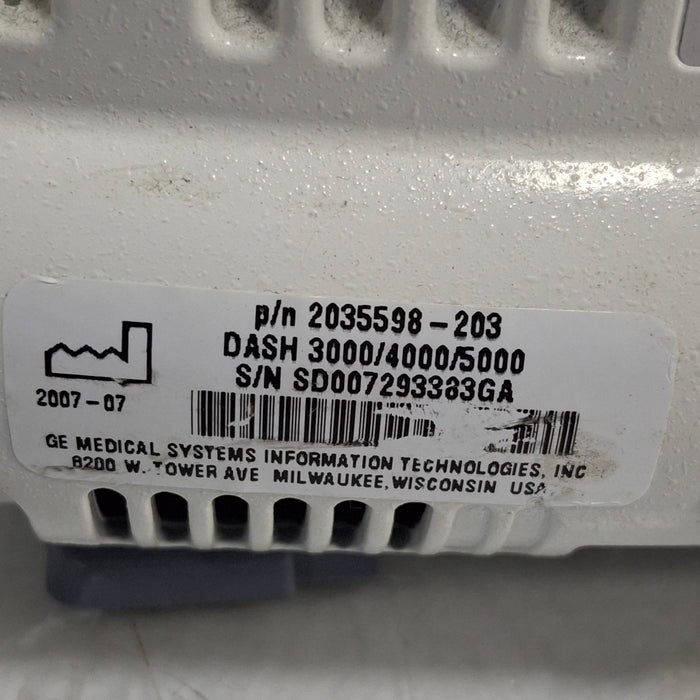 p/n 2035598-203
DASH 3000/4000/5000
S/N SD007293383GA
2007-07
GE MEDICAL SYSTEMS INFORMATION TECHNOLOGIES, INC
8200 W. TOWER AVE MILWAUKEE, WISCONSIN USA